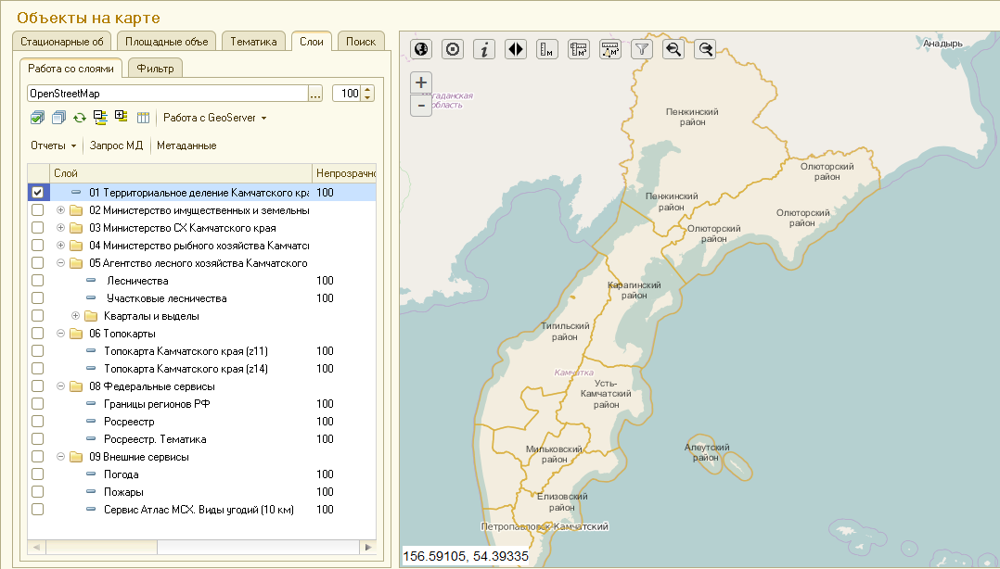 Объекты на карте
Стационарные об
Площадные объе
Тематика
Слои
Поиск
Работа со слоями
Фильтр
OpenStreetMap
...
100
Работа с GeoServer
Отчеты
Запрос МД
Метаданные
Слой
Непрозрачно
01 Территориальное деление Камчатского кра
100
02 Министерство имущественных и земельны
03 Министерство СХ Камчатского края
04 Министерство рыбного хозяйства Камчатс
05 Агентство лесного хозяйства Камчатского
Лесничества
100
Участковые лесничества
100
Кварталы и выделы
06 Топокарты
Топокарта Камчатского края (z11)
100
Топокарта Камчатского края (z14)
100
08 Федеральные сервисы
Границы регионов РФ
100
Росреестр
100
Росреестр. Тематика
100
09 Внешние сервисы
Погода
100
Пожары
100
Сервис Атлас МСХ. Виды угодий (10 км)
100
+
-
гаданская
область
Анадырь
Пенжинский
район
Олюторский
район
Пенжинский
район
Олюторский
район
Олюторский
район
Карагинский
район
Тигильский
район
Камчатка
Усть-
Камчатский
район
Мильковский
район
Алеутский
район
Елизовский
район
Петропавловск-Камчатский
156.59105, 54.39335